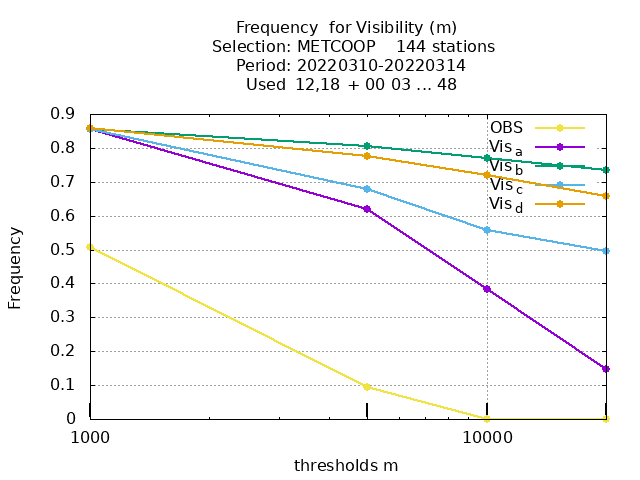 Frequency  for Visibility (m)
Selection: METCOOP    144 stations
Period: 20220310-20220314
Used  12,18 + 00 03 ... 48
0.9
0.8
0.7
0.6
0.5
0.4
0.3
0.2
0.1
0
Frequency
OBS
Vis a
Vis b
Vis c
Vis d
1000
10000
thresholds m